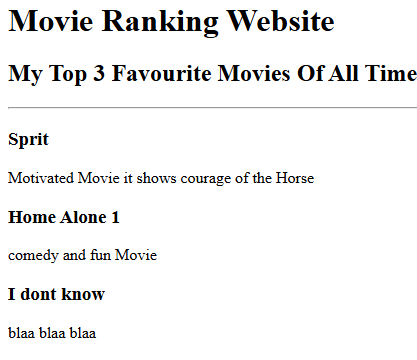 Movie Ranking Website
My Top 3 Favourite Movies Of All Time
Sprit
Motivated Movie it shows courage of the Horse
Home Alone 1
comedy and fun Movie
I dont know
blaa blaa blaa